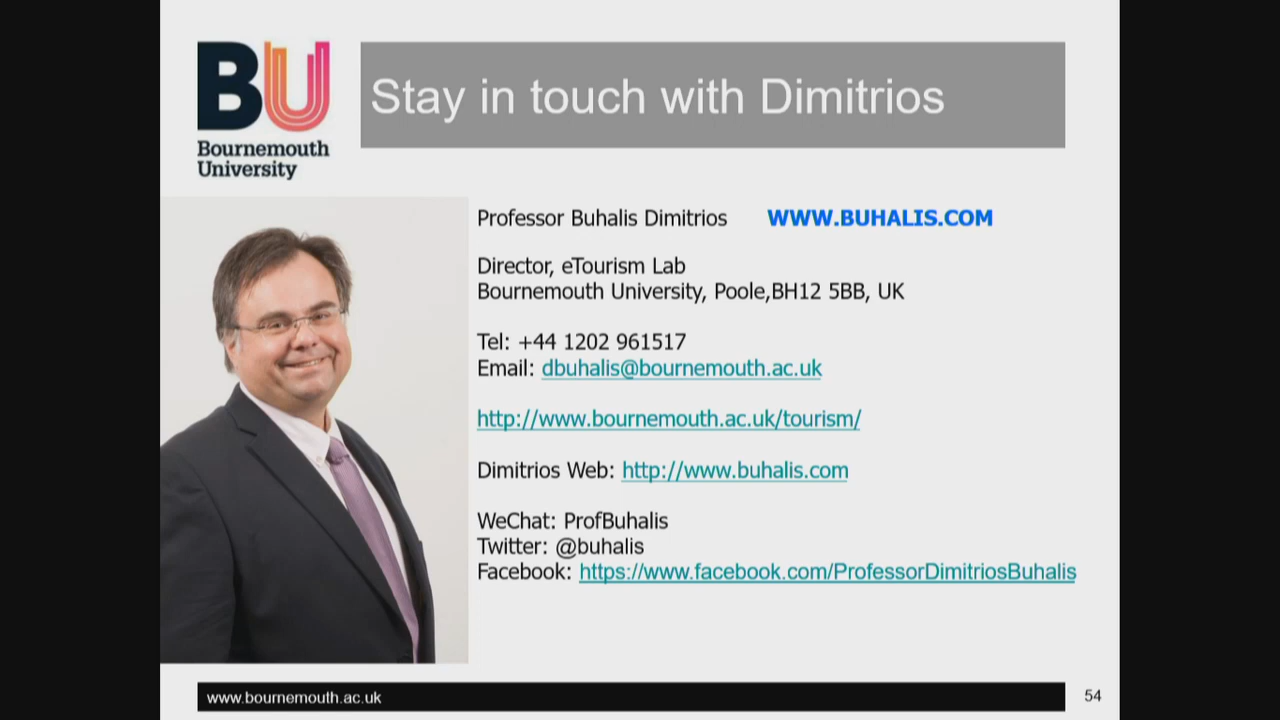 BU
Bournemouth
University
Stay in touch with Dimitrios
Professor Buhalis Dimitrios WWW.BUHALIS.COM
Director, eTourism Lab
Bournemouth University, Poole,BH12 5BB, UK
Tel: +44 1202 961517
Email: dbuhalis@bournemouth.ac.uk
http://www.bournemouth.ac.uk/tourism/
Dimitrios Web: http://www.buhalis.com
WeChat: ProfBuhalis
Twitter: @buhalis
Facebook: https://www.facebook.com/ProfessorDimitriosBuhalis
www.bournemouth.ac.uk
54